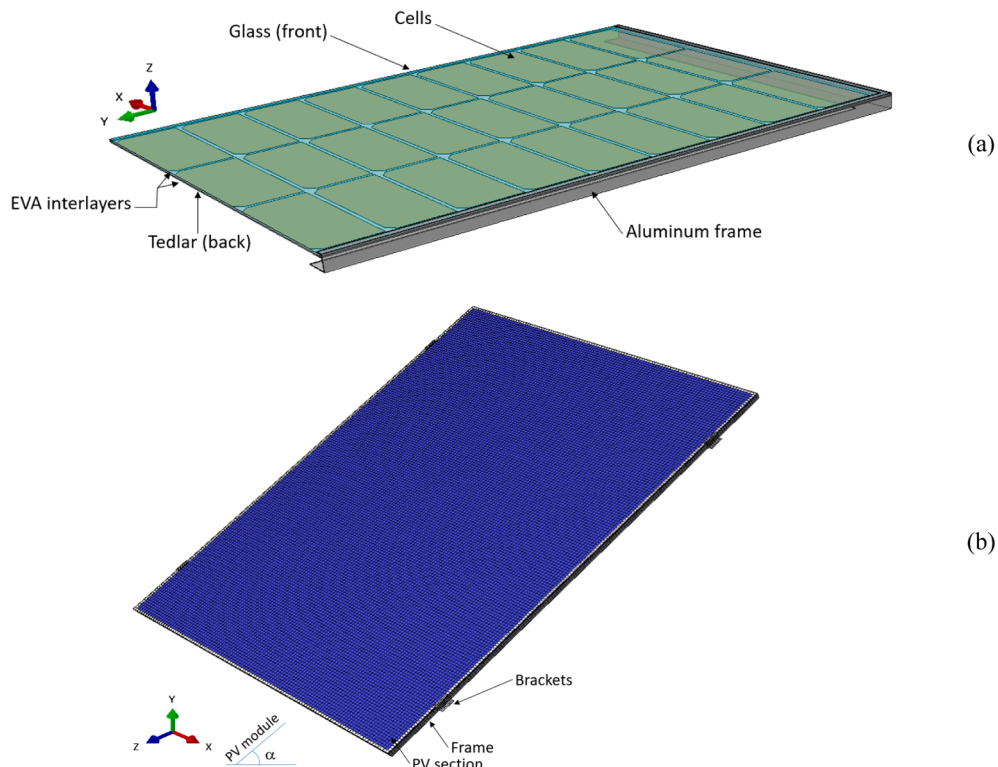 Cells
Glass (front)
Z
X
Y
(a)
EVA interlayers
Tedlar (back)
Aluminum frame
(b)
Brackets
Y
Z
X
PV module
α
Frame
PV section